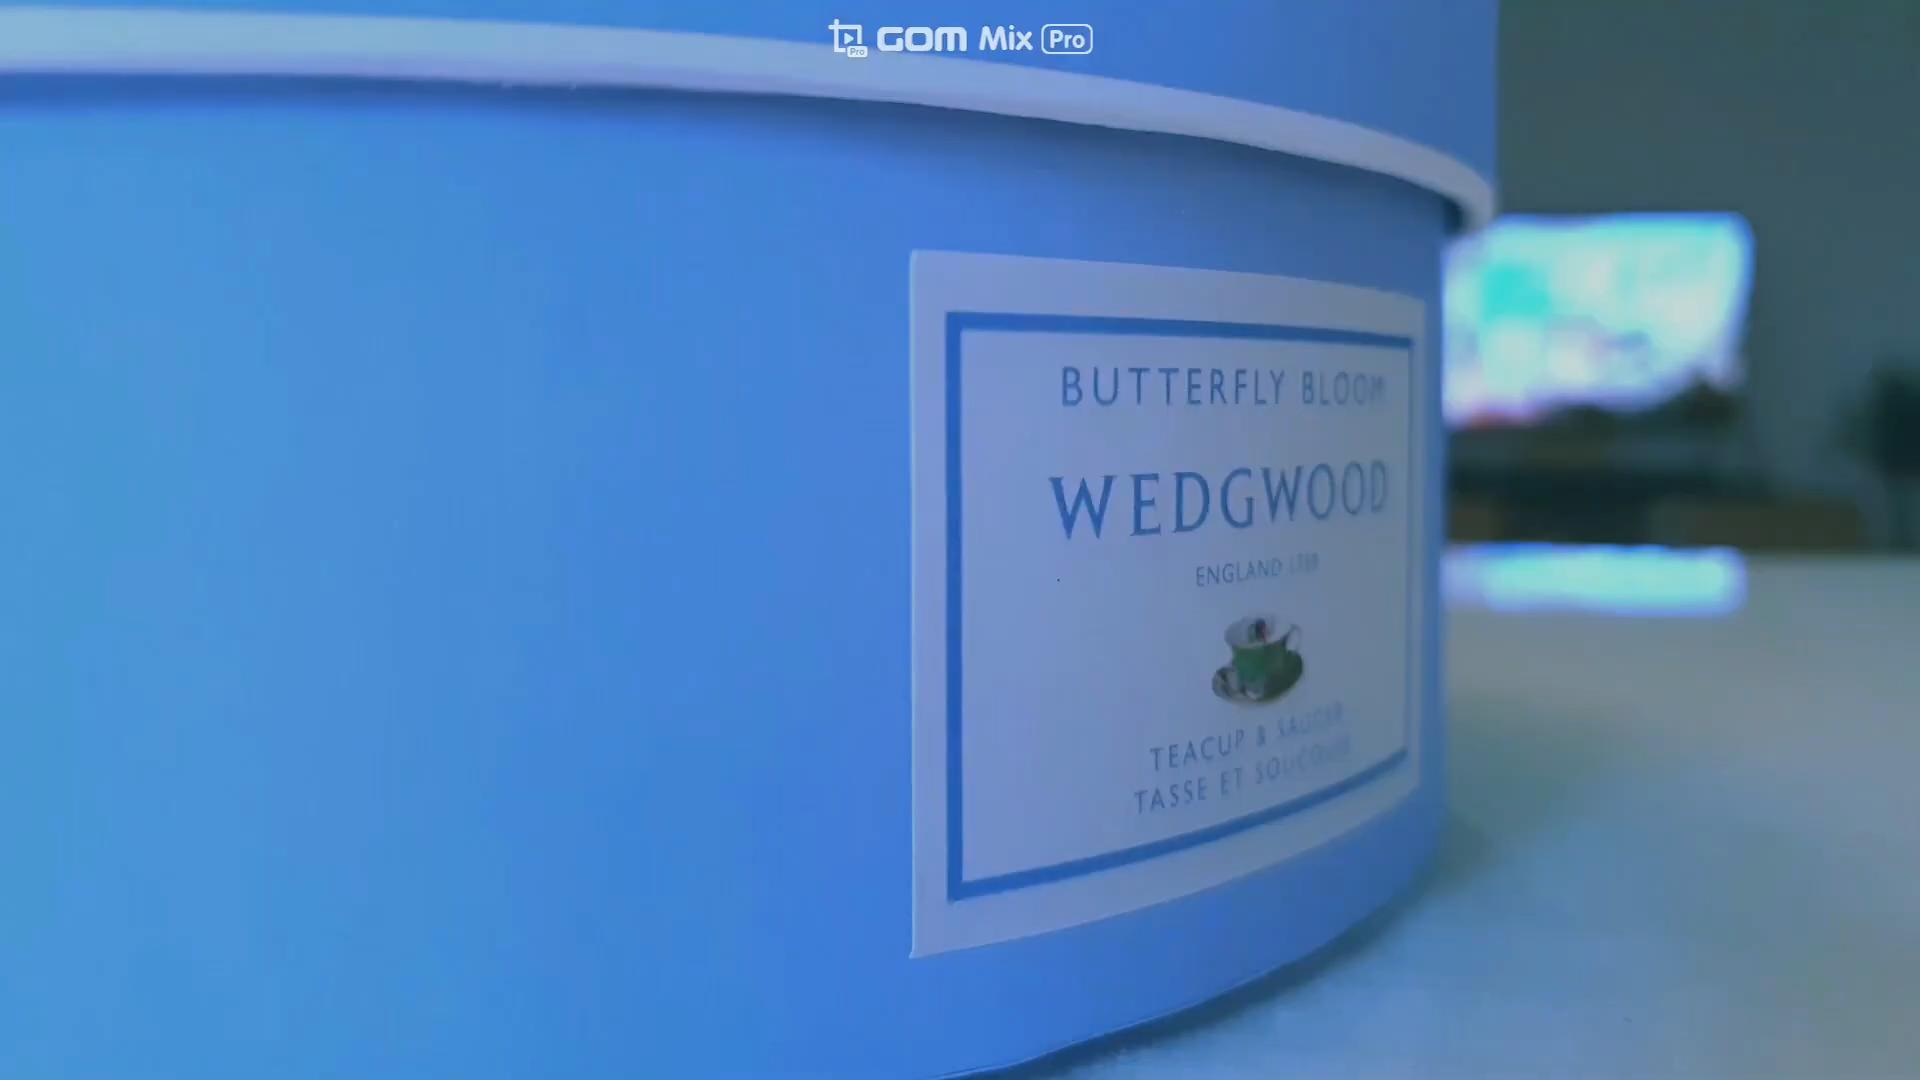 GOM Mix Pro
BUTTERFLY BLOOM
WEDGWOOD
ENGLAND 1759
TEACUP & SAUCER
TASSE ET SOUCOUPE